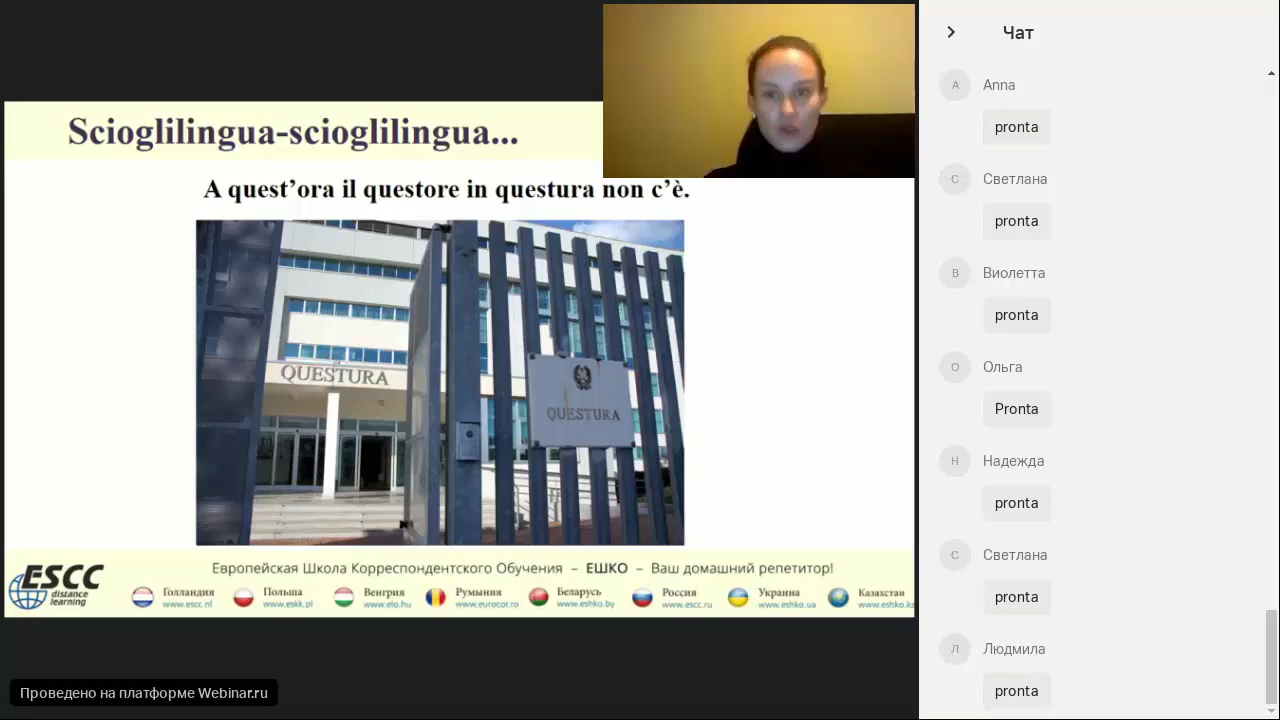 Scioglilingua-scioglilingua...
A quest’ora il questore in questura non c’è.
QUESTURA
QUESTURA
ESCC
distance
learning
Европейская Школа Корреспондентского Обучения – ЕШКО – Ваш домашний репетитор!
Голландия
www.escc.nl
Польша
www.eskk.pl
Венгрия
www.elo.hu
Румыния
www.eurocor.ro
Беларусь
www.eshko.by
Россия
www.escc.ru
Украина
www.eshko.ua
Казахстан
www.eshko.kz
Проведено на платформе Webinar.ru
Чат
A
Anna
pronta
С
Светлана
pronta
В
Виолетта
pronta
О
Ольга
Pronta
Н
Надежда
pronta
С
Светлана
pronta
Л
Людмила
pronta